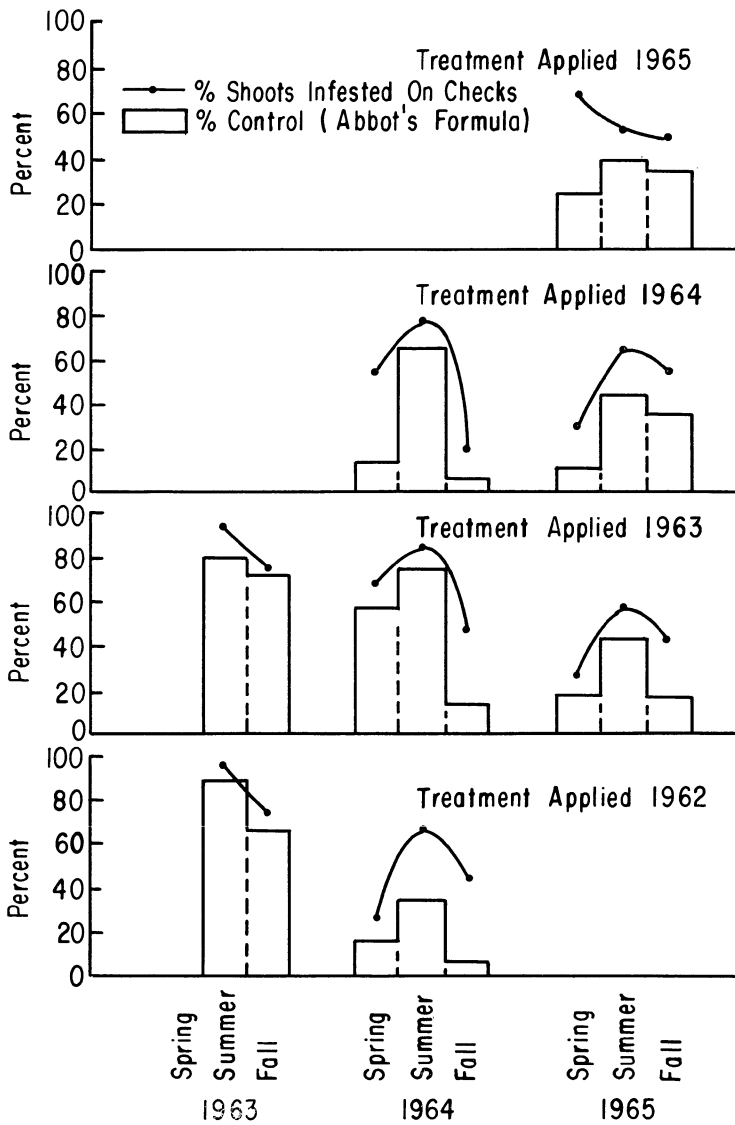 100
80
60
40
20
0
Percent
Treatment Applied 1965
% Shoots Infested On Checks
% Control (Abbot's Formula)
100
80
60
40
20
0
Percent
Treatment Applied 1964
100
80
60
40
20
0
Percent
Treatment Applied 1963
100
80
60
40
20
0
Percent
Treatment Applied 1962
Spring
Summer
Fall
Spring
Summer
Fall
Spring
Summer
Fall
1963
1964
1965